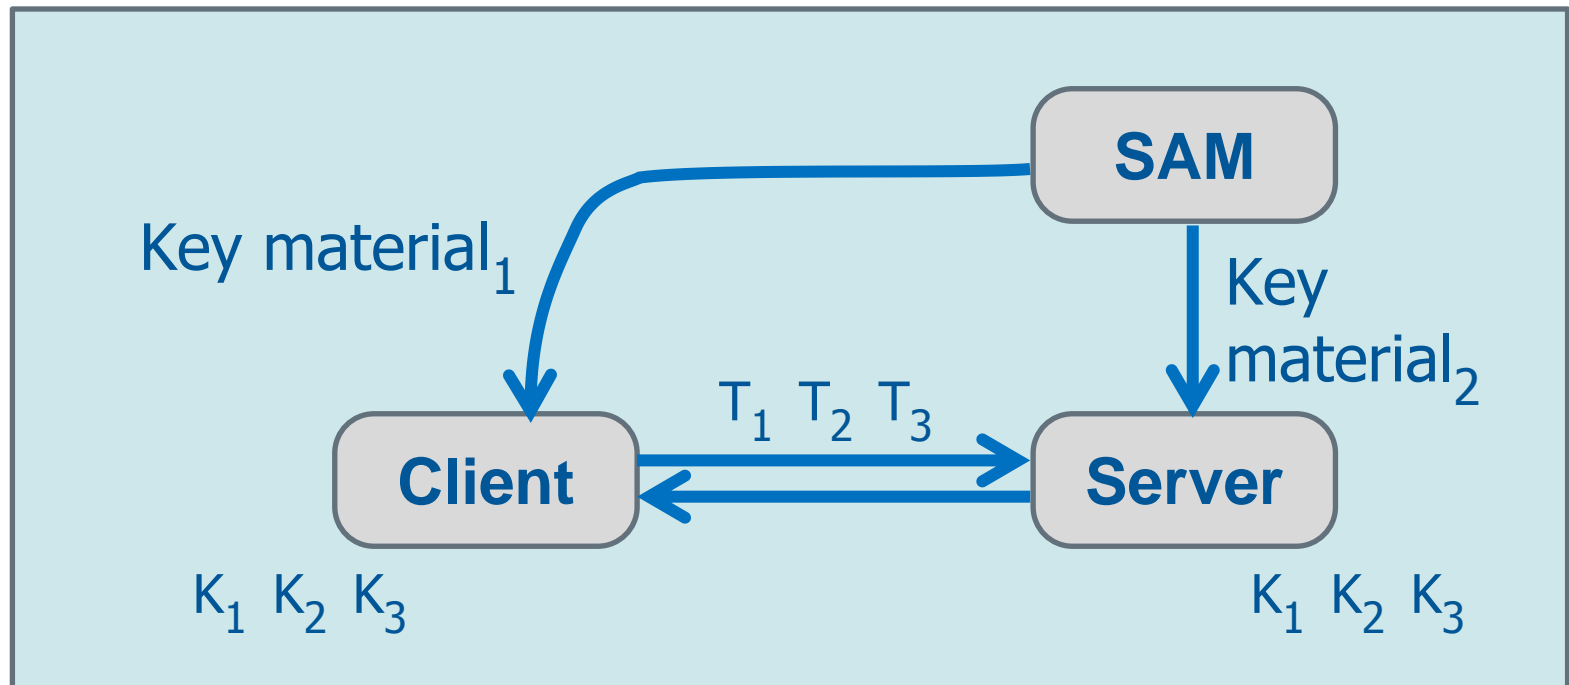 SAM
Key material₁
Key
material₂
T₁ T₂ T₃
Client
Server
K₁ K₂ K₃
K₁ K₂ K₃